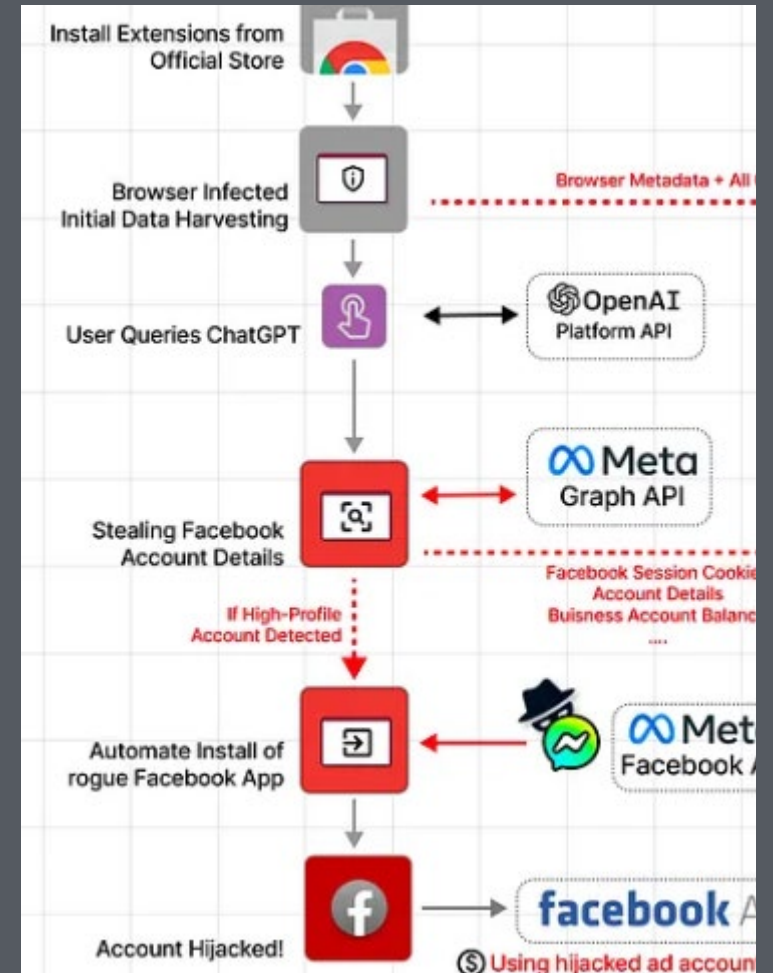 Install Extensions from
Official Store
Browser Infected
Initial Data Harvesting
Browser Metadata + All
User Queries ChatGPT
OpenAI
Platform API
Meta
Graph API
Stealing Facebook
Account Details
Facebook Session Cookie
Account Details
Buisness Account Balanc
....
If High-Profile
Account Detected
Automate Install of
rogue Facebook App
Met
Facebook A
Account Hijacked!
facebook A
Using hijacked ad accoun